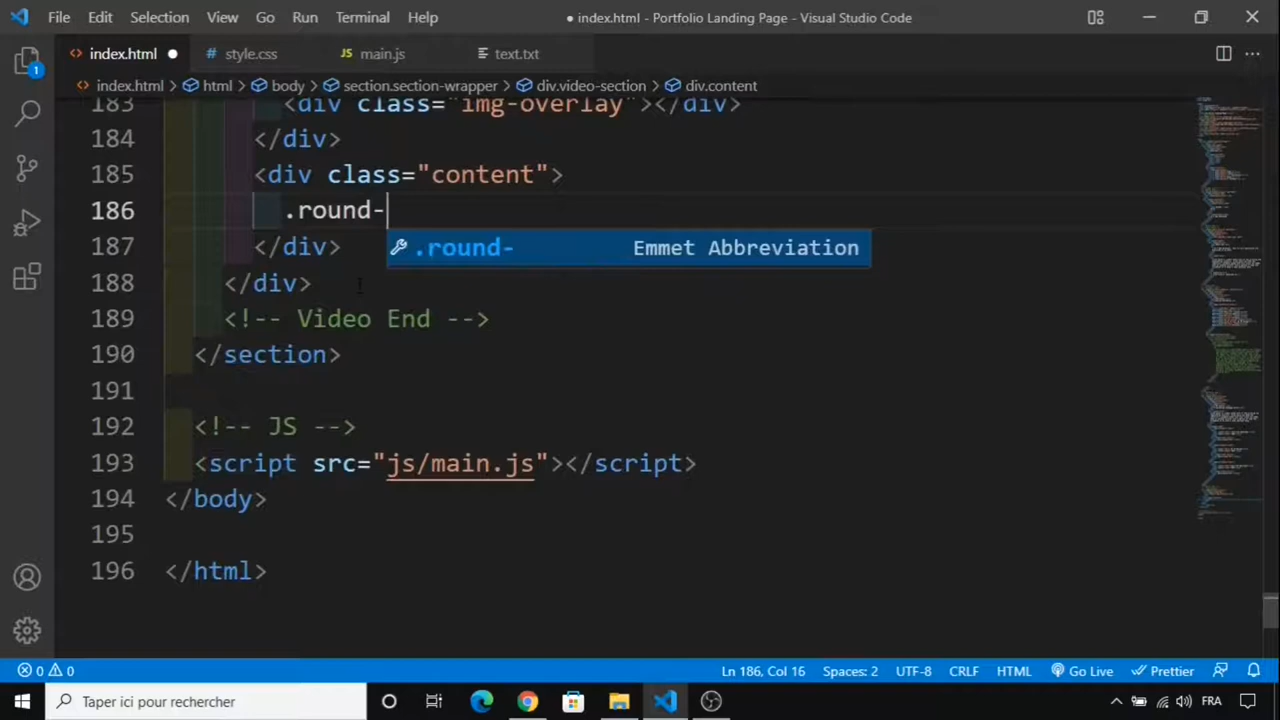 File Edit Selection View Go Run Terminal Help ● index.html - Portfolio Landing Page - Visual Studio Code
<> index.html ● # style.css JS main.js text.txt
<> index.html > html > body > section.section-wrapper > div.video-section > div.content
1
183 <div class="img-overlay"></div>
184 </div>
185 <div class="content">
186 .round-
187 </div>
.round- Emmet Abbreviation
188 </div>
189 <!-- Video End -->
190 </section>
191
192 <!-- JS -->
193 <script src="js/main.js"></script>
194 </body>
195
196 </html>
0 0 Ln 186, Col 16 Spaces: 2 UTF-8 CRLF HTML Go Live Prettier
Taper ici pour rechercher FRA